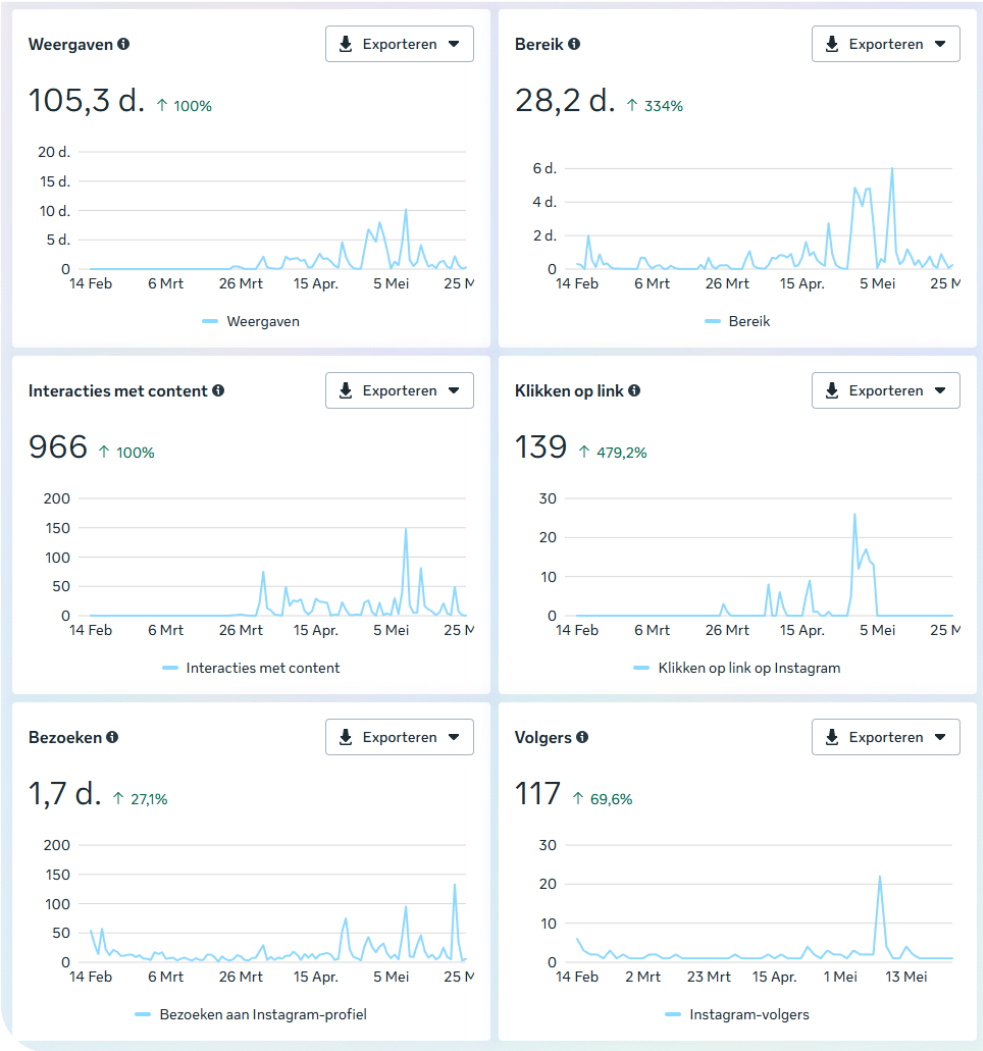 Weergaven
Exporteren
105,3 d. ↑ 100%
20 d.
15 d.
10 d.
5 d.
0
14 Feb 6 Mrt 26 Mrt 15 Apr. 5 Mei 25 M
Weergaven
Bereik
Exporteren
28,2 d. ↑ 334%
6 d.
4 d.
2 d.
0
14 Feb 6 Mrt 26 Mrt 15 Apr. 5 Mei 25 M
Bereik
Interacties met content
Exporteren
966 ↑ 100%
200
150
100
50
0
14 Feb 6 Mrt 26 Mrt 15 Apr. 5 Mei 25 M
Interacties met content
Klikken op link
Exporteren
139 ↑ 479,2%
30
20
10
0
14 Feb 6 Mrt 26 Mrt 15 Apr. 5 Mei 25 M
Klikken op link op Instagram
Bezoeken
Exporteren
1,7 d. ↑ 27,1%
200
150
100
50
0
14 Feb 6 Mrt 26 Mrt 15 Apr. 5 Mei 25 M
Bezoeken aan Instagram-profiel
Volgers
Exporteren
117 ↑ 69,6%
30
20
10
0
14 Feb 2 Mrt 23 Mrt 15 Apr. 1 Mei 13 Mei
Instagram-volgers